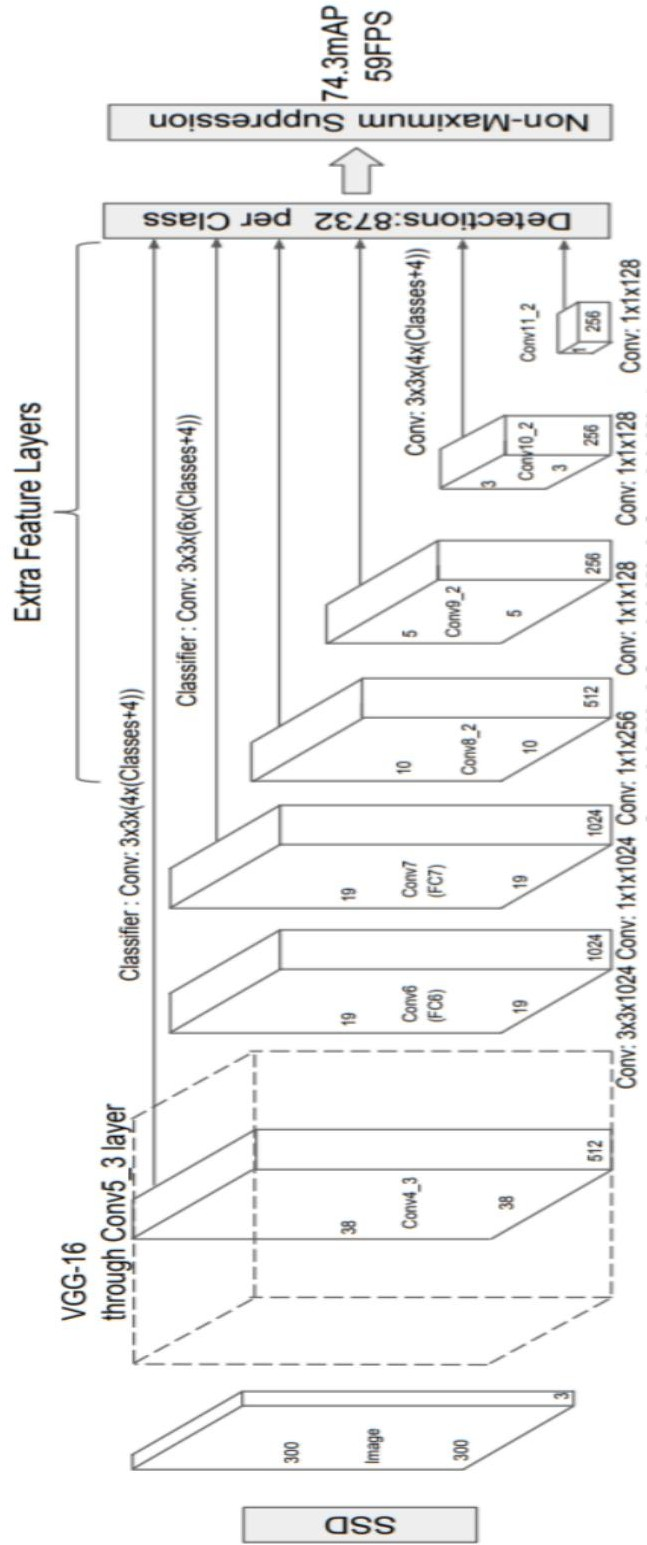 SSD
300
Image
300
3
VGG-16
through Conv5_3 layer
38
Conv4_3
38
512
19
Conv6
(FC6)
19
1024
Conv: 3x3x1024
19
Conv7
(FC7)
19
1024
Conv: 1x1x1024
Extra Feature Layers
Classifier : Conv: 3x3x(4x(Classes+4))
Classifier : Conv: 3x3x(6x(Classes+4))
10
Conv8_2
10
512
Conv: 1x1x256
5
Conv9_2
5
256
Conv: 1x1x128
Conv: 3x3x(4x(Classes+4))
3
Conv10_2
3
256
Conv: 1x1x128
Conv11_2
1
256
Conv: 1x1x128
Detections:8732 per Class
Non-Maximum Suppression
74.3mAP
59FPS